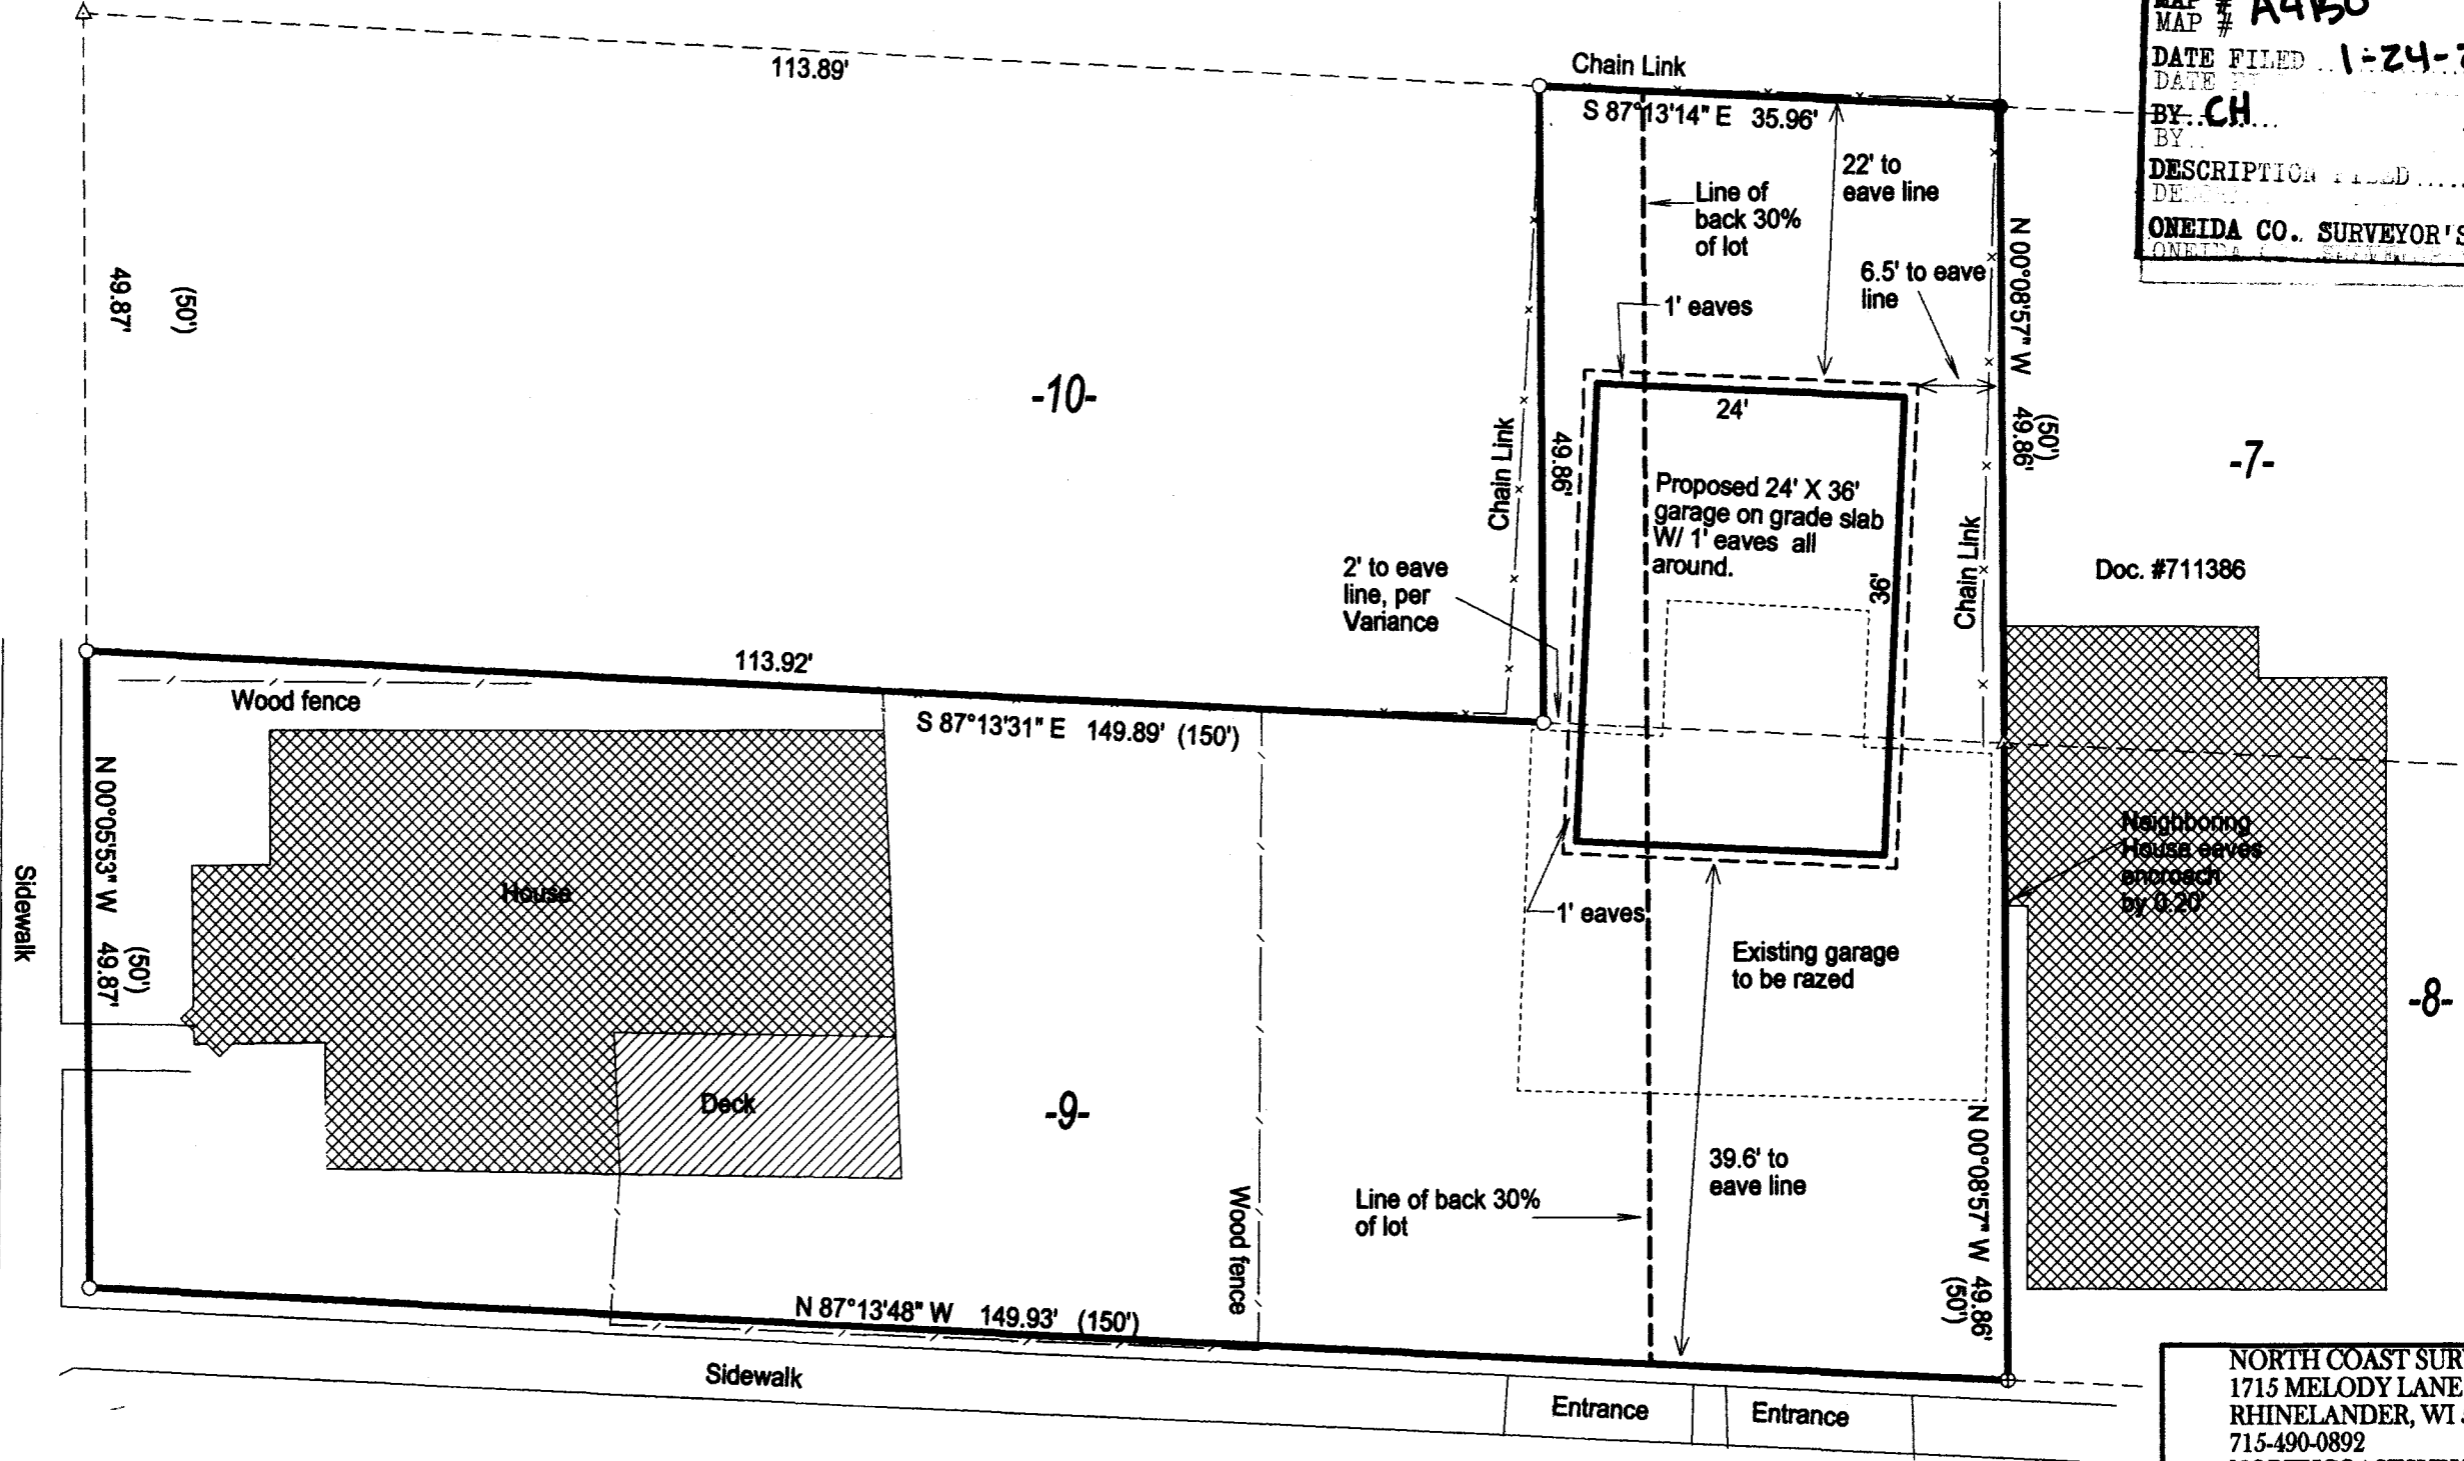 MAP #
MAP # A4B0
DATE FILED 1-24-
BY CH
BY
DESCRIPTION FILED
ONEIDA CO. SURVEYOR'S
113.89'
Chain Link
S 87°13'14" E 35.96'
22' to
eave line
Line of
back 30%
of lot
6.5' to eave
line
N 00°08'57" W 49.86'
(50')
49.87'
(50')
1' eaves
-10-
24'
-7-
Chain Link
49.86'
Proposed 24' X 36'
garage on grade slab
W/ 1' eaves all
around.
36'
Chain Link
Doc. #711386
2' to eave
line, per
Variance
113.92'
Wood fence
S 87°13'31" E 149.89' (150')
N 00°05'53" W 49.87'
(50')
Sidewalk
House
Neighboring
House eaves
encroach
by 0.20'
1' eaves
Existing garage
to be razed
-8-
Deck
-9-
39.6' to
eave line
Line of back 30%
of lot
Wood fence
N 00°08'57" W 49.86'
(50')
N 87°13'48" W 149.93' (150')
Sidewalk
Entrance
Entrance
NORTH COAST SUR
1715 MELODY LANE
RHINELANDER, WI
715-490-0892